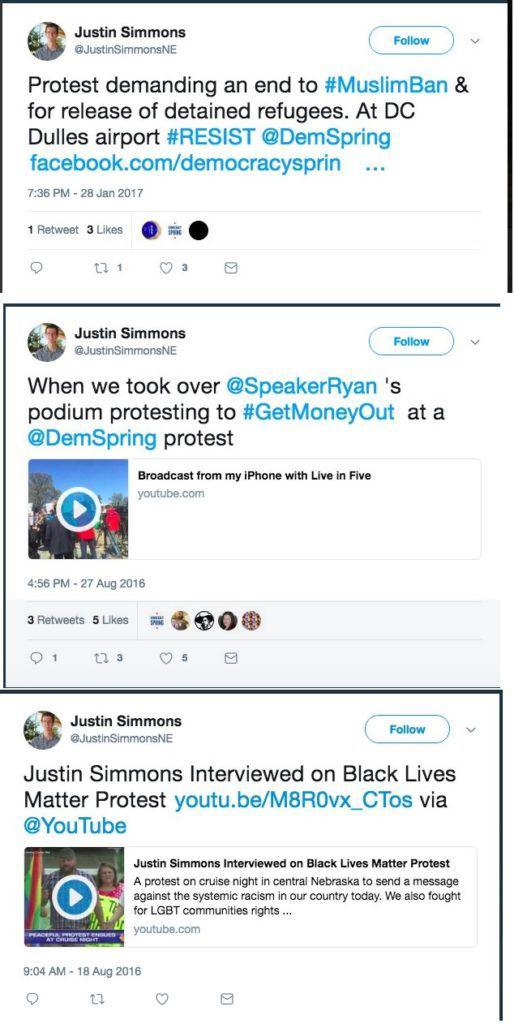 Justin Simmons
@JustinSimmonsNE
Follow
Protest demanding an end to #MuslimBan &
for release of detained refugees. At DC
Dulles airport #RESIST @DemSpring
facebook.com/democracysprin ...
7:36 PM - 28 Jan 2017
1 Retweet 3 Likes
1 3
Justin Simmons
@JustinSimmonsNE
Follow
When we took over @SpeakerRyan 's
podium protesting to #GetMoneyOut at a
@DemSpring protest
Broadcast from my iPhone with Live in Five
youtube.com
4:56 PM - 27 Aug 2016
3 Retweets 5 Likes
1 3 5
Justin Simmons
@JustinSimmonsNE
Follow
Justin Simmons Interviewed on Black Lives
Matter Protest youtu.be/M8R0vx_CTos via
@YouTube
Justin Simmons Interviewed on Black Lives Matter Protest
A protest on cruise night in central Nebraska to send a message
against the systemic racism in our country today. We also fought
for LGBT communities rights ...
youtube.com
PEACEFUL PROTEST ENSUES
AT CRUISE NIGHT
9:04 AM - 18 Aug 2016